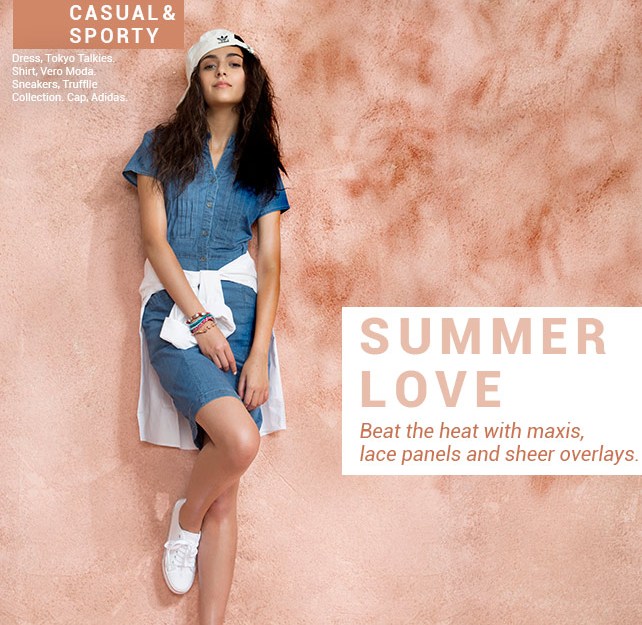 CASUAL &
SPORTY
Dress, Tokyo Talkies.
Shirt, Vero Moda.
Sneakers, Truffle
Collection. Cap, Adidas.
SUMMER
LOVE
Beat the heat with maxis,
lace panels and sheer overlays.